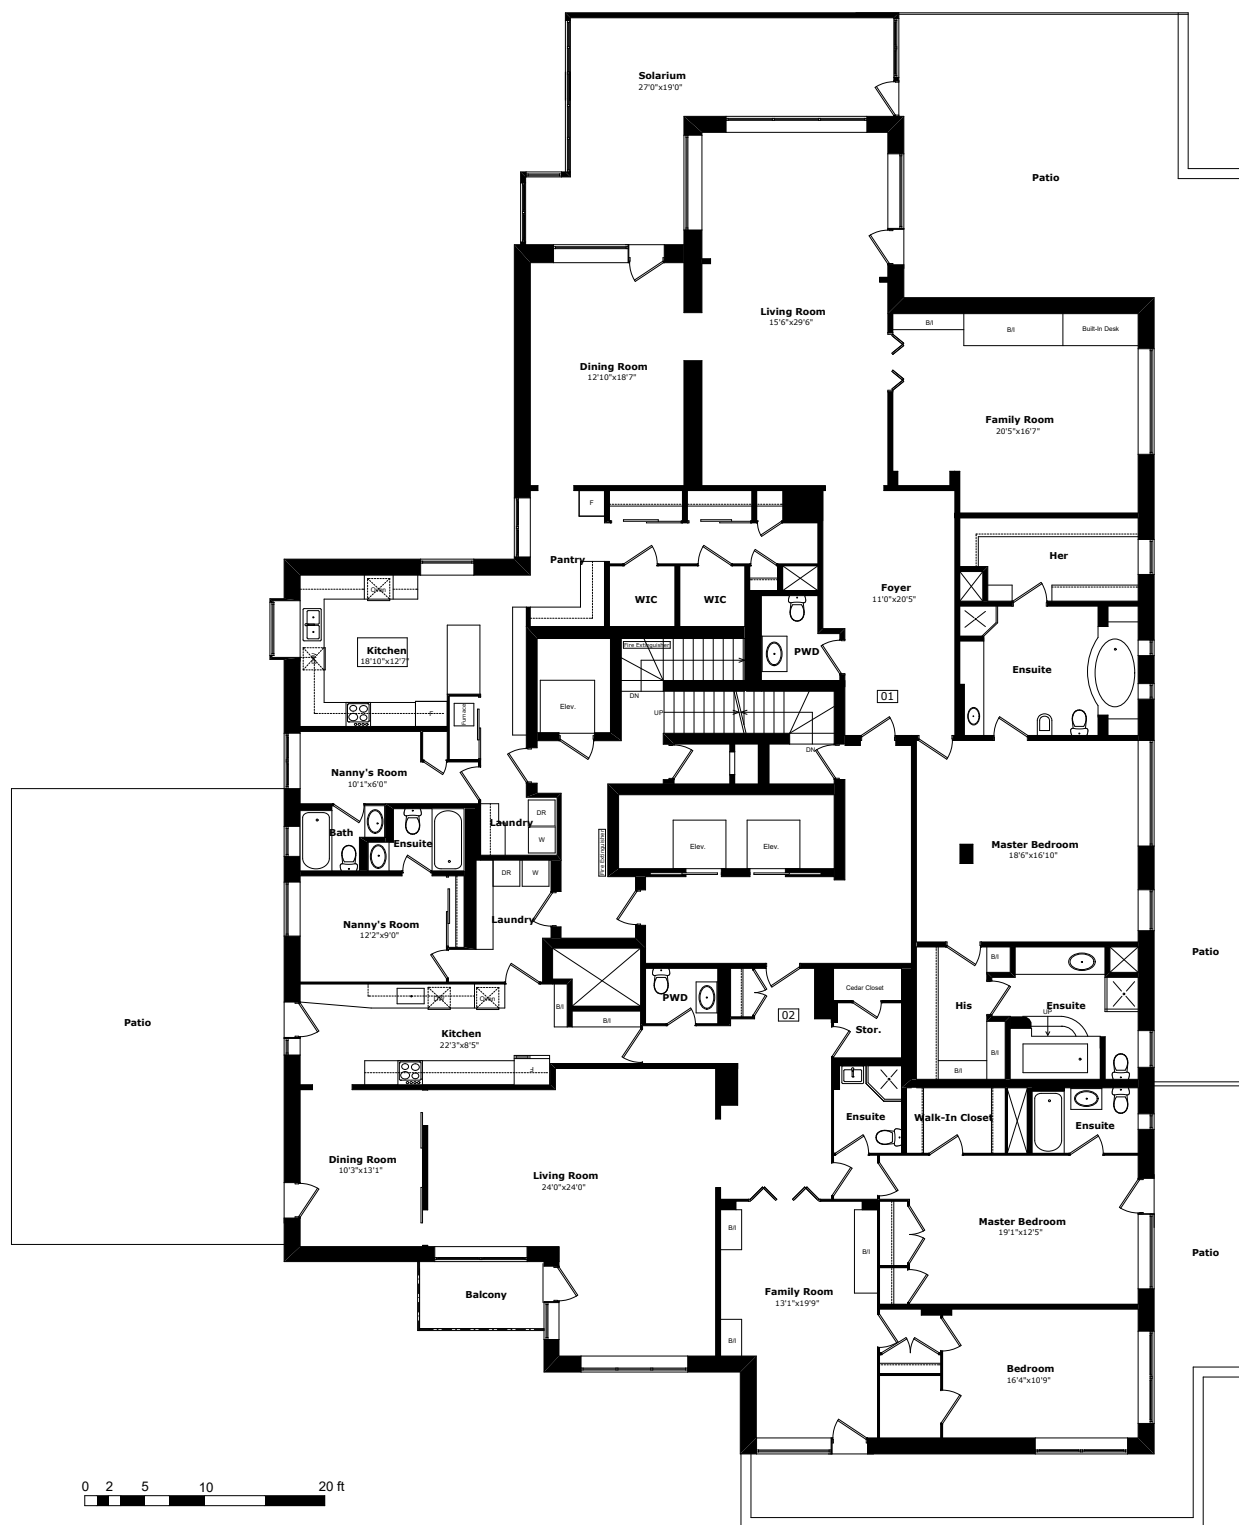 Solarium
27'0"x19'0"
Patio
Living Room
15'6"x29'6"
B/I
B/I
Built-In Desk
Dining Room
12'10"x18'7"
Family Room
20'5"x16'7"
F
Pantry
Her
WIC
WIC
Foyer
11'0"x20'5"
Oven
Kitchen
18'10"x12'7"
DW
F
Furnace
Fire Extinguisher
PWD
Ensuite
DN
Elev.
UP
01
DN
Nanny's Room
10'1"x6'0"
Bath
Ensuite
Laundry
DR
W
Fire Extinguisher
Elev.
Elev.
Master Bedroom
18'6"x16'10"
DR
W
Nanny's Room
12'2"x9'0"
Laundry
Patio
B/I
Cedar Closet
PWD
His
Ensuite
UP
DW
Oven
B/I
B/I
02
Patio
Kitchen
22'3"x8'5"
Stor.
B/I
B/I
F
Ensuite
Walk-In Closet
Ensuite
Dining Room
10'3"x13'1"
Living Room
24'0"x24'0"
B/I
B/I
Master Bedroom
19'1"x12'5"
Patio
Balcony
Family Room
13'1"x19'9"
B/I
Bedroom
16'4"x10'9"
0 2 5 10 20 ft